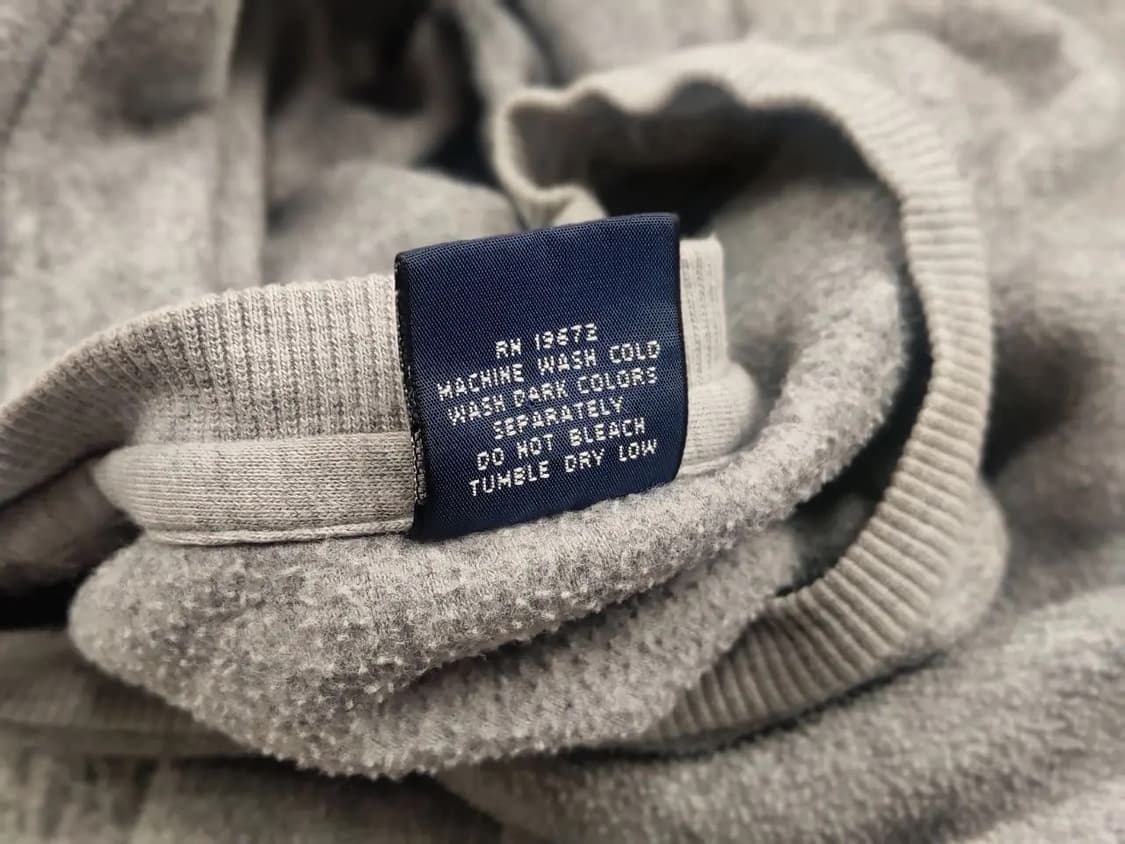 RN 19672
MACHINE WASH COLD
WASH DARK COLORS
SEPARATELY
DO NOT BLEACH
TUMBLE DRY LOW